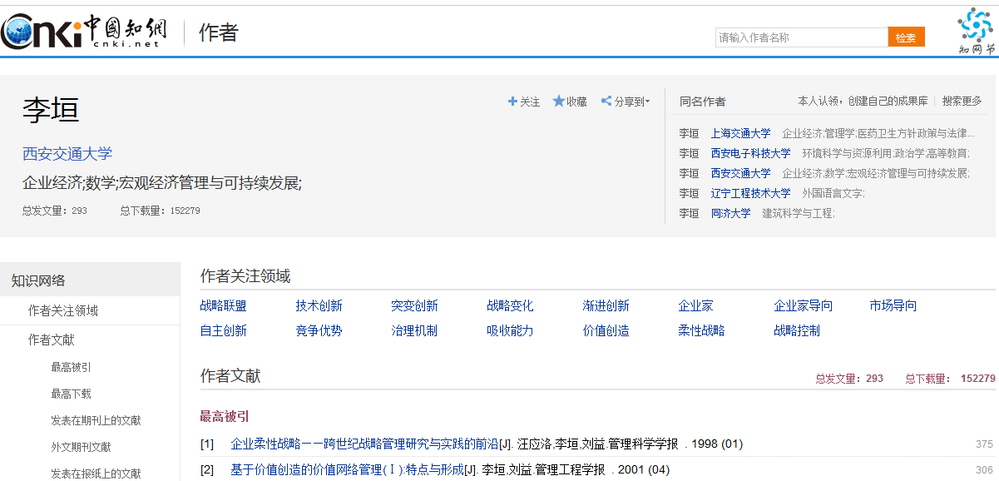 Cnki 中國知網 作者
cnki.net
请输入作者名称 检索
知网节
李垣
关注 收藏 分享到
西安交通大学
企业经济;数学;宏观经济管理与可持续发展;
总发文量：293 总下载量：152279
同名作者 本人认领，创建自己的成果库 | 搜索更多
李垣 上海交通大学 企业经济;管理学;医药卫生方针政策与法律...
李垣 西安电子科技大学 环境科学与资源利用;政治学;高等教育;
李垣 西安交通大学 企业经济;数学;宏观经济管理与可持续发展;
李垣 辽宁工程技术大学 外国语言文字;
李垣 同济大学 建筑科学与工程;
知识网络
作者关注领域
作者文献
最高被引
最高下载
发表在期刊上的文献
外文期刊文献
发表在报纸上的文献
作者关注领域
战略联盟 技术创新 突变创新 战略变化 渐进创新 企业家 企业家导向 市场导向
自主创新 竞争优势 治理机制 吸收能力 价值创造 柔性战略 战略控制
作者文献 总发文量：293 总下载量： 152279
最高被引
[1] 企业柔性战略——跨世纪战略管理研究与实践的前沿[J]. 汪应洛,李垣,刘益.管理科学学报 . 1998 (01) 375
[2] 基于价值创造的价值网络管理(Ⅰ):特点与形成[J]. 李垣,刘益.管理工程学报 . 2001 (04) 306